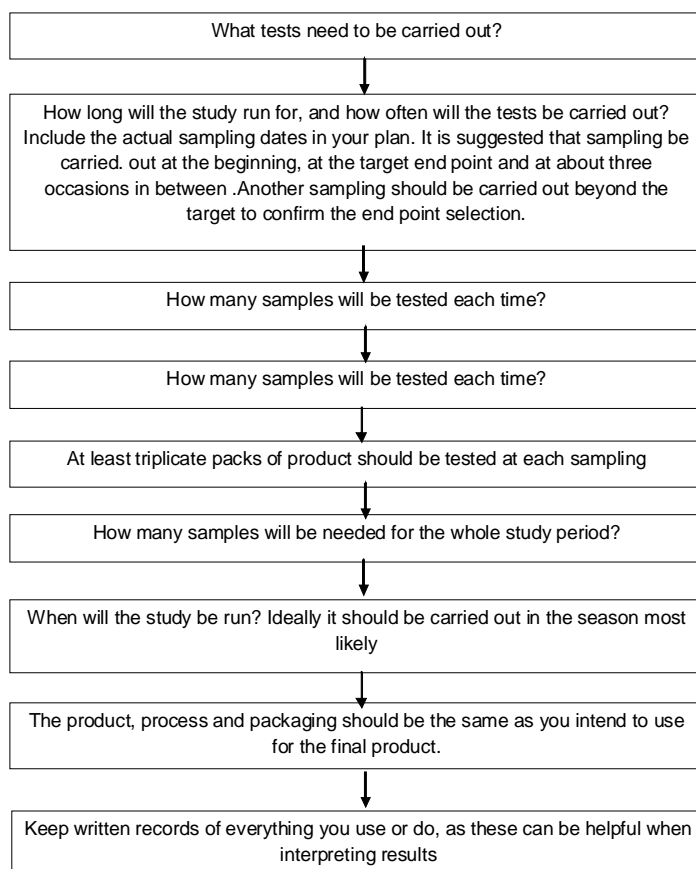 What tests need to be carried out?
How long will the study run for, and how often will the tests be carried out?
Include the actual sampling dates in your plan. It is suggested that sampling be
carried. out at the beginning, at the target end point and at about three
occasions in between .Another sampling should be carried out beyond the
target to confirm the end point selection.
How many samples will be tested each time?
How many samples will be tested each time?
At least triplicate packs of product should be tested at each sampling
How many samples will be needed for the whole study period?
When will the study be run? Ideally it should be carried out in the season most
likely
The product, process and packaging should be the same as you intend to use
for the final product.
Keep written records of everything you use or do, as these can be helpful when
interpreting results